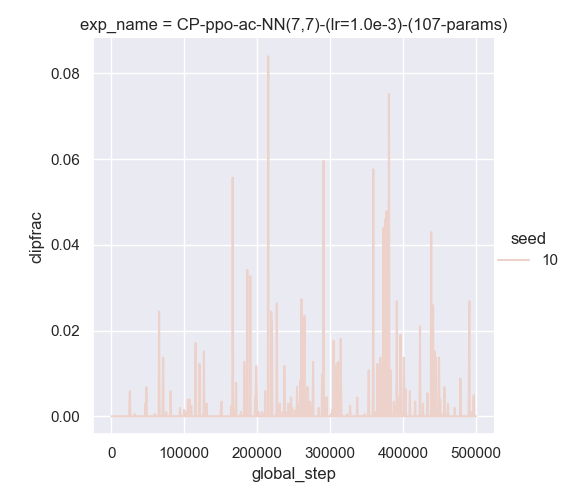 exp_name = CP-ppo-ac-NN(7,7)-(lr=1.0e-3)-(107-params)
0.08
0.06
0.04
0.02
0.00
clipfrac
0 100000 200000 300000 400000 500000
global_step
seed
10